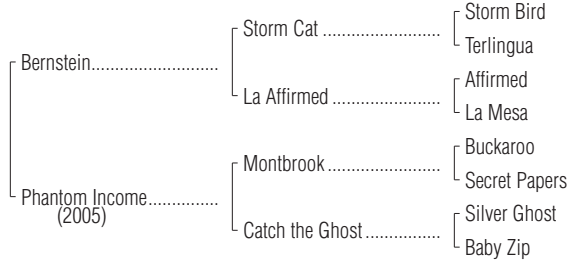 Storm Bird
Storm Cat ........................
Terlingua
Bernstein..........................
Affirmed
La Affirmed ......................
La Mesa
Buckaroo
Montbrook .......................
Secret Papers
Phantom Income..............
(2005)
Silver Ghost
Catch the Ghost ................
Baby Zip